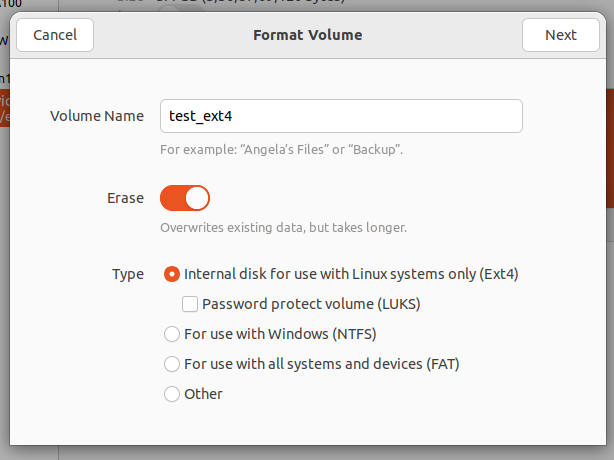 Cancel
Format Volume
Next
Volume Name
test_ext4
For example: “Angela’s Files” or “Backup”.
Erase
Overwrites existing data, but takes longer.
Type
Internal disk for use with Linux systems only (Ext4)
Password protect volume (LUKS)
For use with Windows (NTFS)
For use with all systems and devices (FAT)
Other